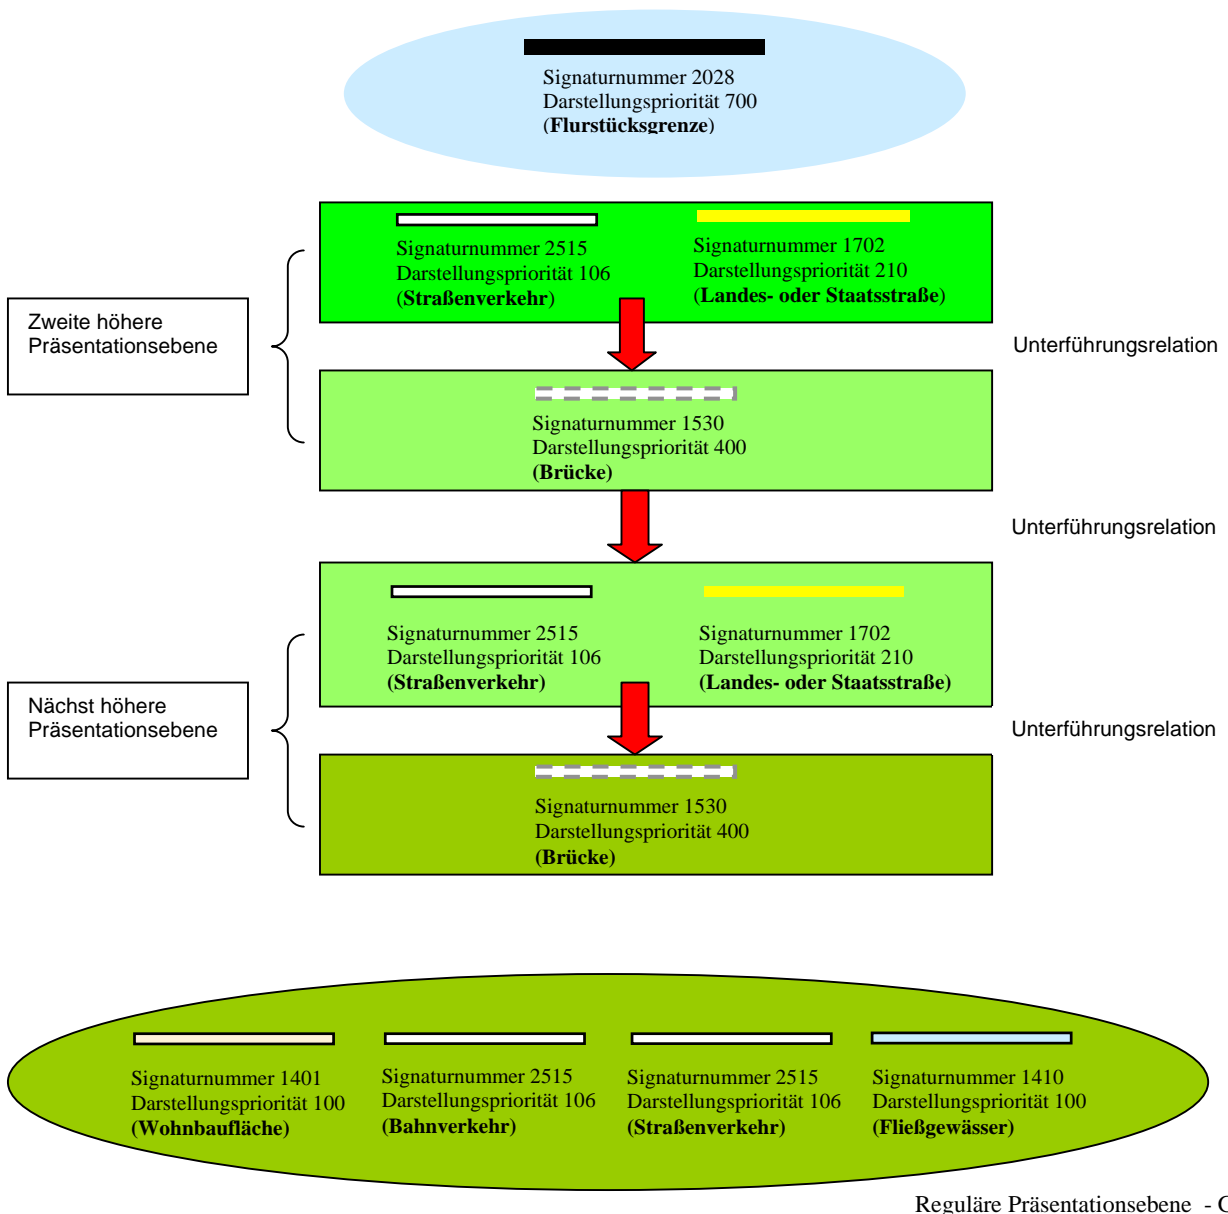 Signaturnummer 2028
Darstellungspriorität 700
(Flurstücksgrenze)
Signaturnummer 2515
Darstellungspriorität 106
(Straßenverkehr)
Signaturnummer 1702
Darstellungspriorität 210
(Landes- oder Staatsstraße)
Zweite höhere
Präsentationsebene
Unterführungsrelation
Signaturnummer 1530
Darstellungspriorität 400
(Brücke)
Unterführungsrelation
Signaturnummer 2515
Darstellungspriorität 106
(Straßenverkehr)
Signaturnummer 1702
Darstellungspriorität 210
(Landes- oder Staatsstraße)
Nächst höhere
Präsentationsebene
Unterführungsrelation
Signaturnummer 1530
Darstellungspriorität 400
(Brücke)
Signaturnummer 1401
Darstellungspriorität 100
(Wohnbaufläche)
Signaturnummer 2515
Darstellungspriorität 106
(Bahnverkehr)
Signaturnummer 2515
Darstellungspriorität 106
(Straßenverkehr)
Signaturnummer 1410
Darstellungspriorität 100
(Fließgewässer)
Reguläre Präsentationsebene -